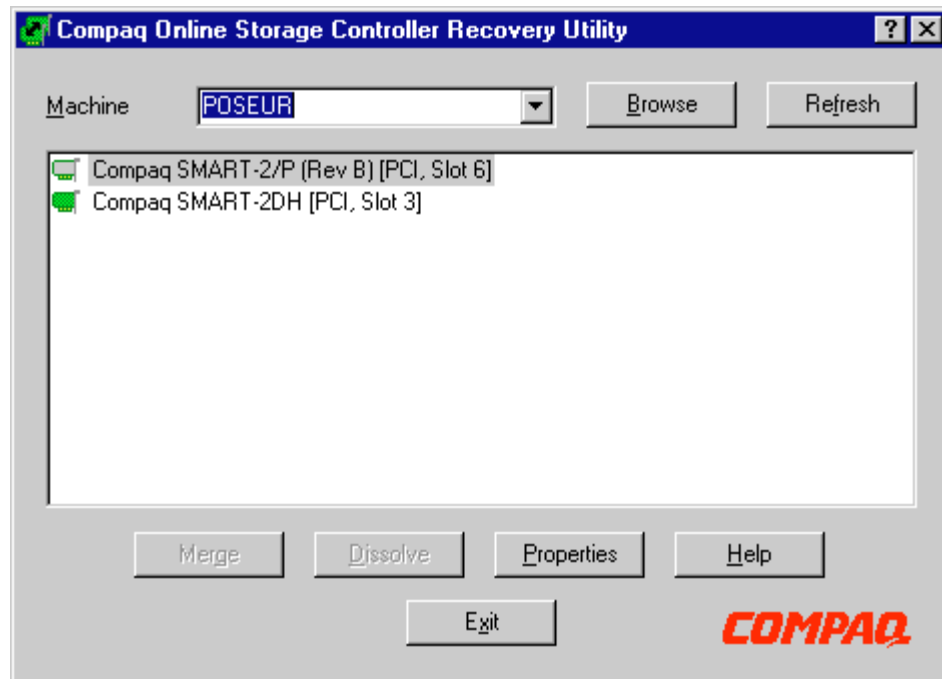 Compaq Online Storage Controller Recovery Utility
Machine POSEUR Browse Refresh
Compaq SMART-2/P (Rev B) [PCI, Slot 6]
Compaq SMART-2DH [PCI, Slot 3]
Merge Dissolve Properties Help
Exit
COMPAQ